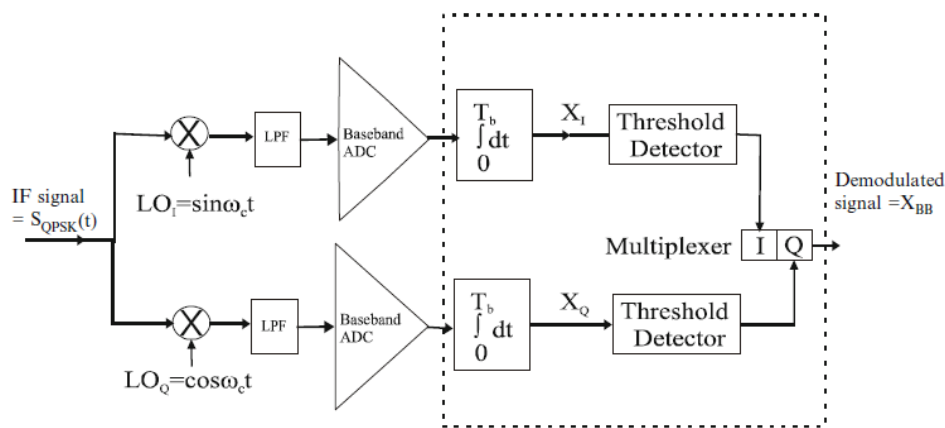 IF signal
= S_QPSK(t)
X
LO_I=sinω_ct
LPF
Baseband
ADC
T_b
∫dt
0
X_I
Threshold
Detector
Multiplexer
I Q
Demodulated
signal =X_BB
X
LO_Q=cosω_ct
LPF
Baseband
ADC
T_b
∫dt
0
X_Q
Threshold
Detector